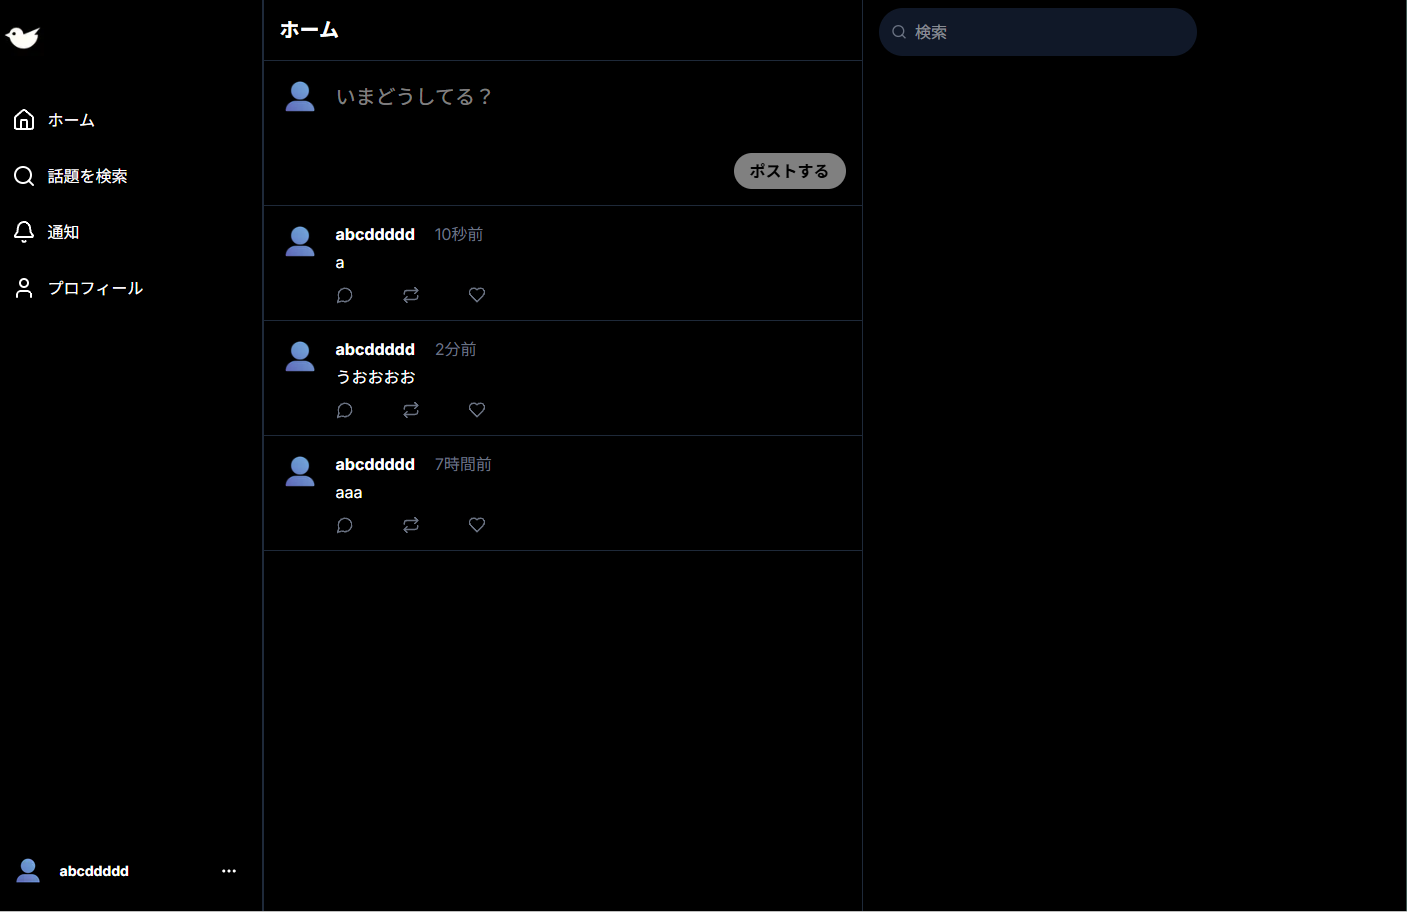 ホーム
話題を検索
通知
プロフィール
abcddddd
ホーム
いまどうしてる？
ポストする
abcddddd 10秒前
a
abcddddd 2分前
うおおおお
abcddddd 7時間前
aaa
検索